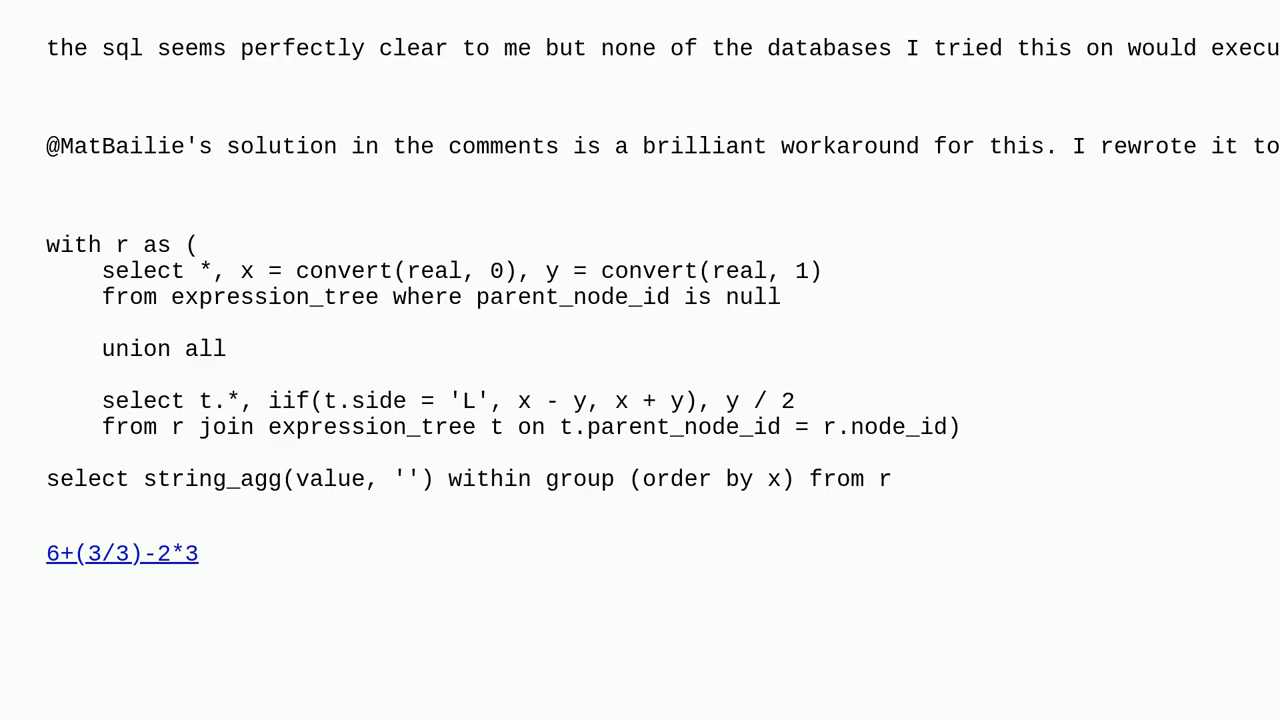 the sql seems perfectly clear to me but none of the databases I tried this on would execu
@MatBailie's solution in the comments is a brilliant workaround for this. I rewrote it to
with r as (
    select *, x = convert(real, 0), y = convert(real, 1)
    from expression_tree where parent_node_id is null
    union all
    select t.*, iif(t.side = 'L', x - y, x + y), y / 2
    from r join expression_tree t on t.parent_node_id = r.node_id)
select string_agg(value, '') within group (order by x) from r
6+(3/3)-2*3